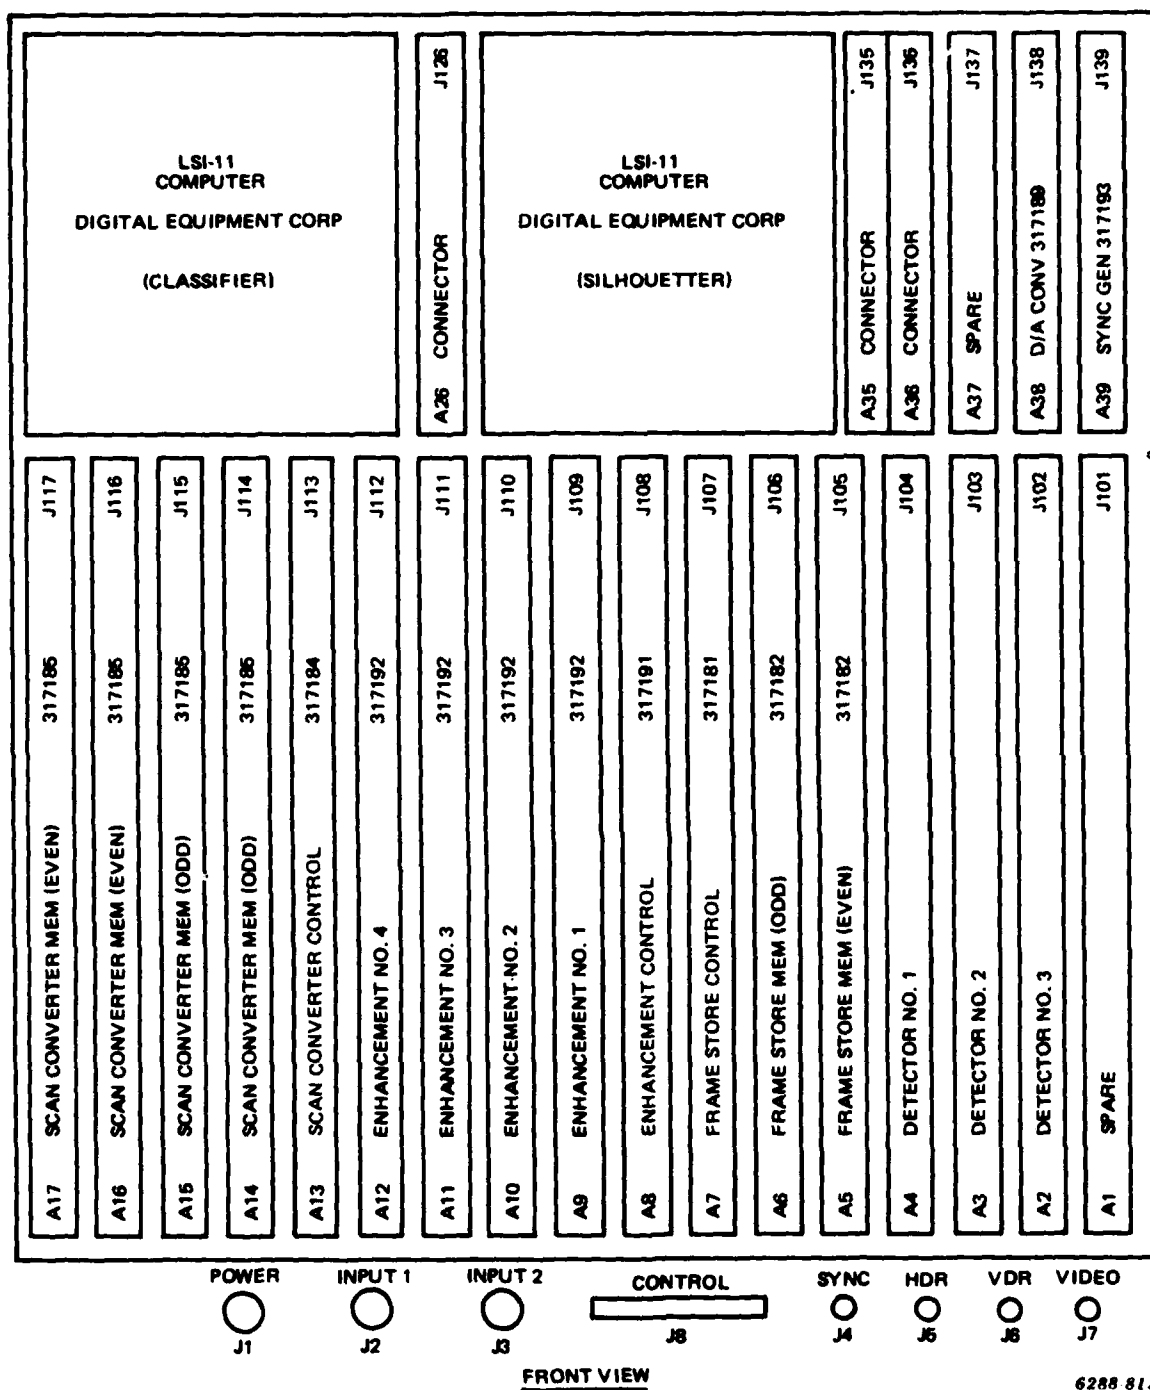 LSI-11
COMPUTER
DIGITAL EQUIPMENT CORP
(CLASSIFIER)
A26 CONNECTOR J126
LSI-11
COMPUTER
DIGITAL EQUIPMENT CORP
(SILHOUETTER)
A35 CONNECTOR J135
A36 CONNECTOR J136
A37 SPARE J137
A38 D/A CONV 317189 J138
A39 SYNC GEN 317193 J139
A17 SCAN CONVERTER MEM (EVEN) 317185 J117
A16 SCAN CONVERTER MEM (EVEN) 317185 J116
A15 SCAN CONVERTER MEM (ODD) 317185 J115
A14 SCAN CONVERTER MEM (ODD) 317185 J114
A13 SCAN CONVERTER CONTROL 317184 J113
A12 ENHANCEMENT NO. 4 317192 J112
A11 ENHANCEMENT NO. 3 317192 J111
A10 ENHANCEMENT NO. 2 317192 J110
A9 ENHANCEMENT NO. 1 317192 J109
A8 ENHANCEMENT CONTROL 317191 J108
A7 FRAME STORE CONTROL 317181 J107
A6 FRAME STORE MEM (ODD) 317182 J106
A5 FRAME STORE MEM (EVEN) 317182 J105
A4 DETECTOR NO. 1 J104
A3 DETECTOR NO. 2 J103
A2 DETECTOR NO. 3 J102
A1 SPARE J101
POWER INPUT 1 INPUT 2 CONTROL SYNC HDR VDR VIDEO
J1 J2 J3 J8 J4 J5 J6 J7
FRONT VIEW
6288 81